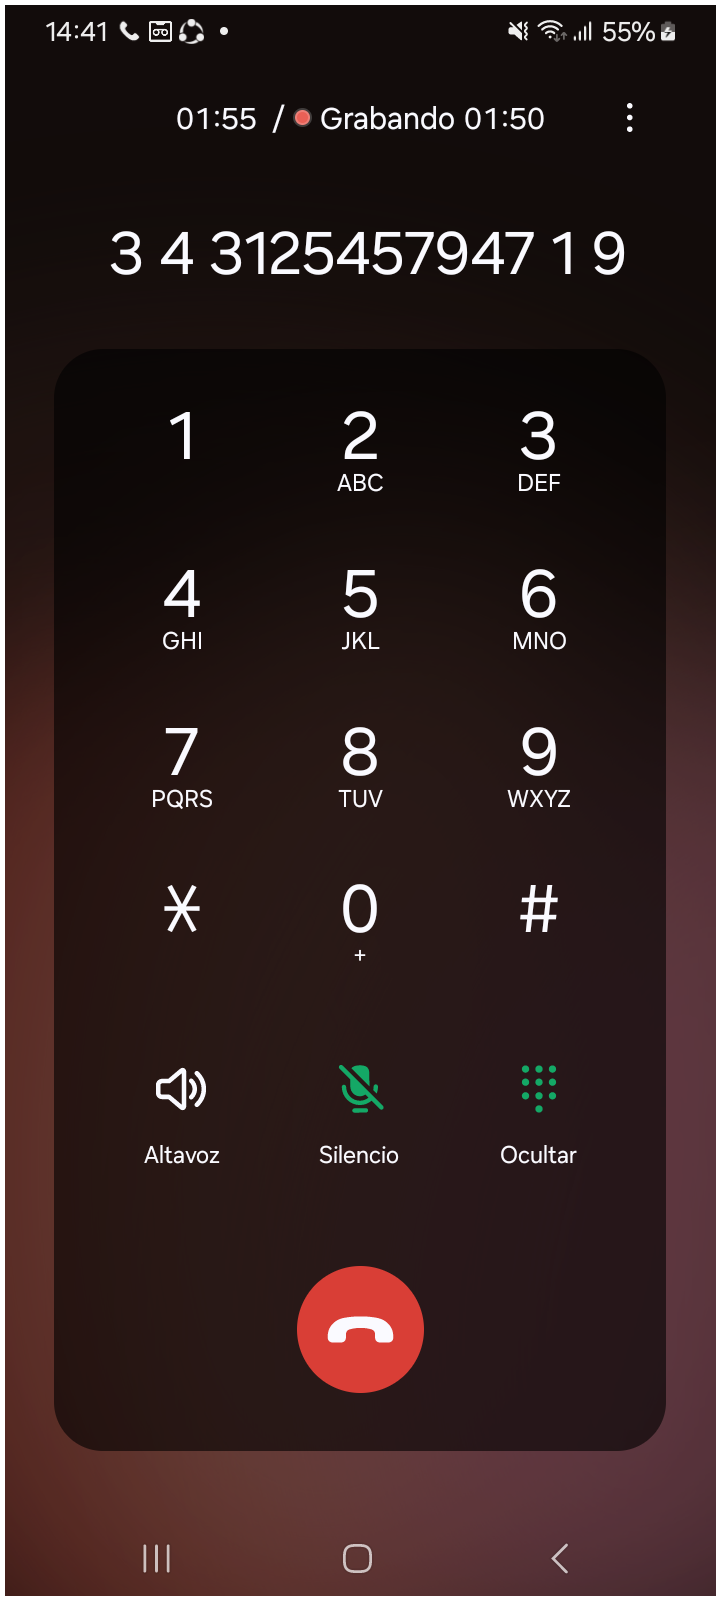 14:41 55%
01:55 / Grabando 01:50
3 4 3125457947 1 9
1 2 3
ABC DEF
4 5 6
GHI JKL MNO
7 8 9
PQRS TUV WXYZ
* 0 #
+
Altavoz Silencio Ocultar